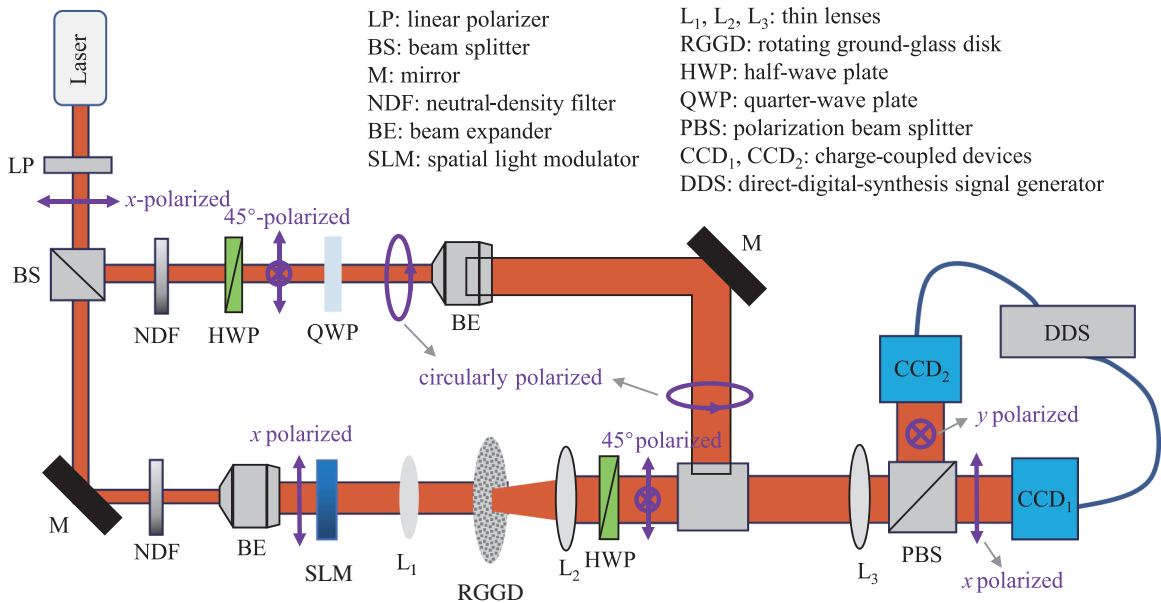 Laser
LP: linear polarizer
BS: beam splitter
M: mirror
NDF: neutral-density filter
BE: beam expander
SLM: spatial light modulator
L₁, L₂, L₃: thin lenses
RGGD: rotating ground-glass disk
HWP: half-wave plate
QWP: quarter-wave plate
PBS: polarization beam splitter
CCD₁, CCD₂: charge-coupled devices
DDS: direct-digital-synthesis signal generator
LP
x-polarized
45°-polarized
M
BS
NDF
HWP
QWP
BE
DDS
CCD₂
circularly polarized
y polarized
x polarized
45° polarized
CCD₁
M
NDF
BE
SLM
L₁
RGGD
L₂
HWP
L₃
PBS
x polarized